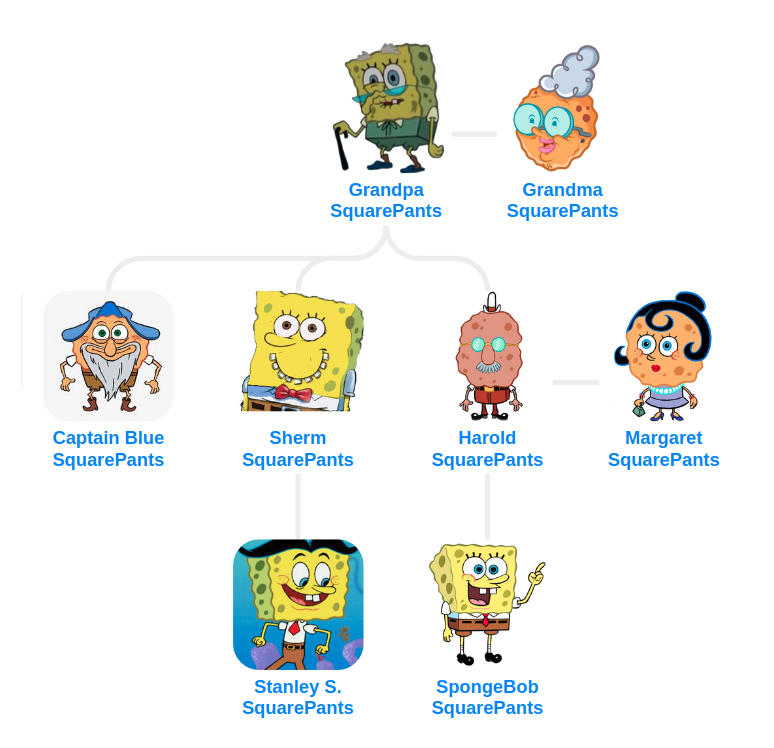 Grandpa
SquarePants
Grandma
SquarePants
Captain Blue
SquarePants
Sherm
SquarePants
Harold
SquarePants
Margaret
SquarePants
Stanley S.
SquarePants
SpongeBob
SquarePants